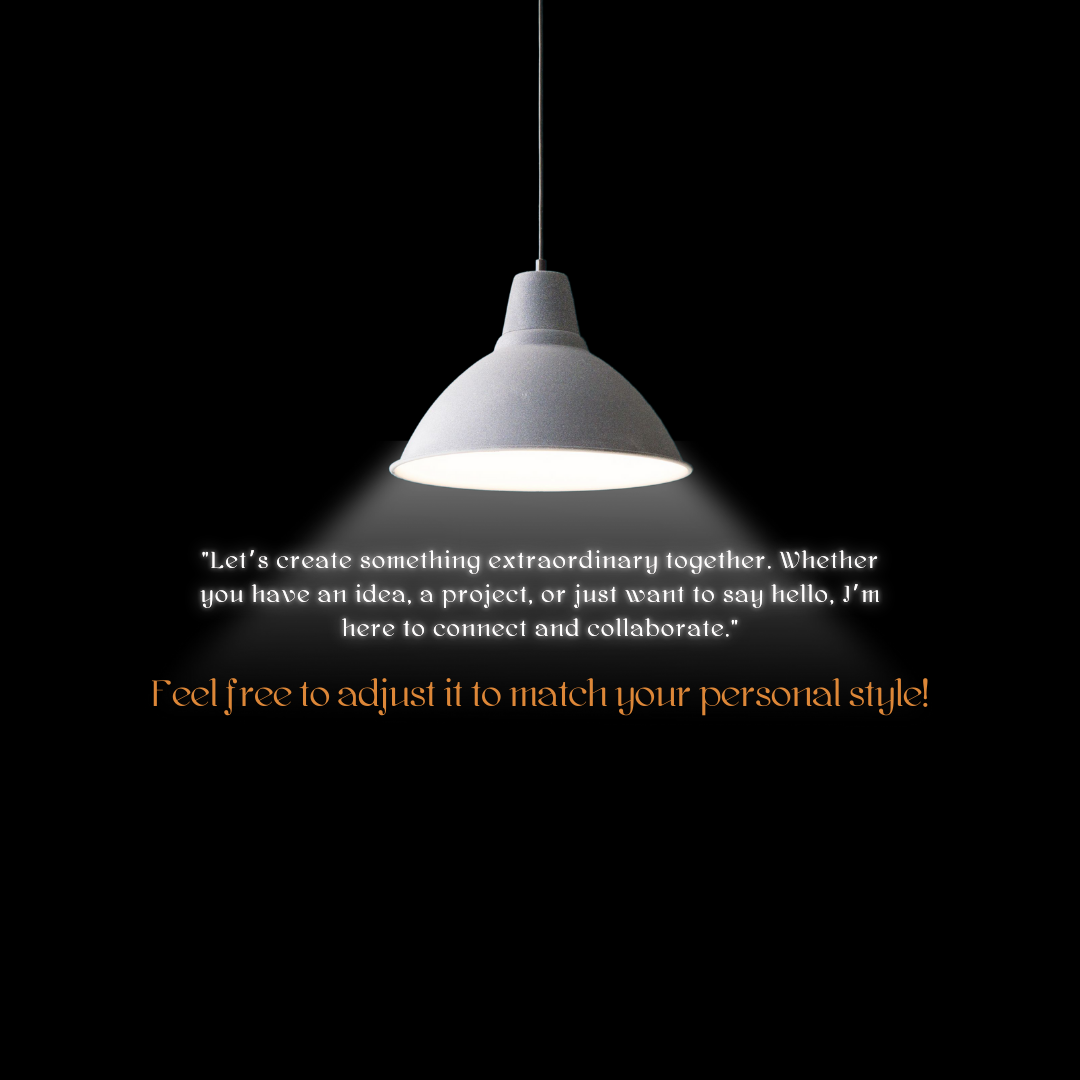 "Let's create something extraordinary together. Whether
you have an idea, a project, or just want to say hello, I'm
here to connect and collaborate."
Feel free to adjust it to match your personal style!